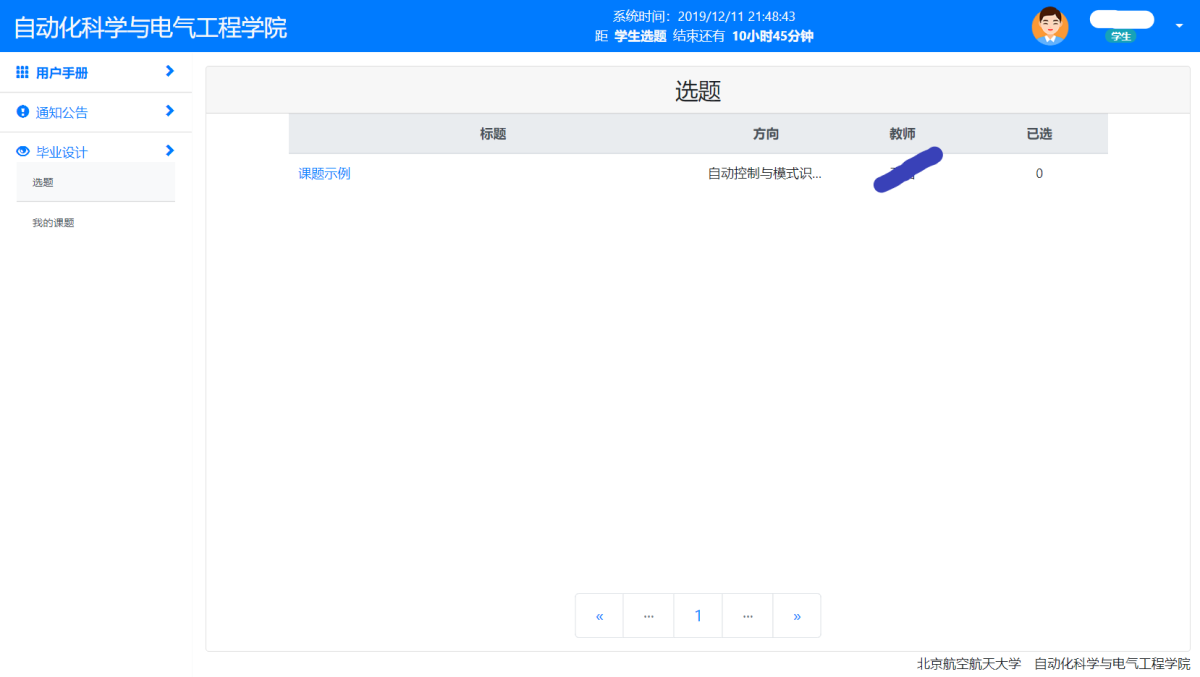 自动化科学与电气工程学院
系统时间：2019/12/11 21:48:43
距 学生选题 结束还有 10小时45分钟
学生
用户手册
通知公告
毕业设计
选题
我的课题
选题
标题 方向 教师 已选
课题示例 自动控制与模式识... 0
« ... 1 ... »
北京航空航天大学 自动化科学与电气工程学院